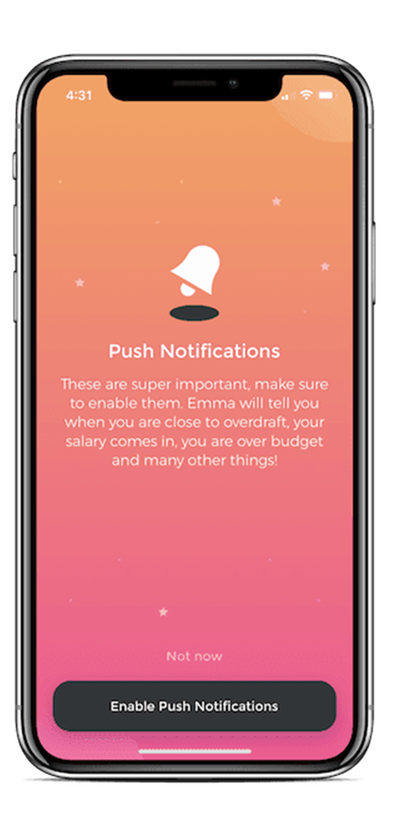 4:31
Push Notifications
These are super important, make sure
to enable them. Emma will tell you
when you are close to overdraft, your
salary comes in, you are over budget
and many other things!
Not now
Enable Push Notifications